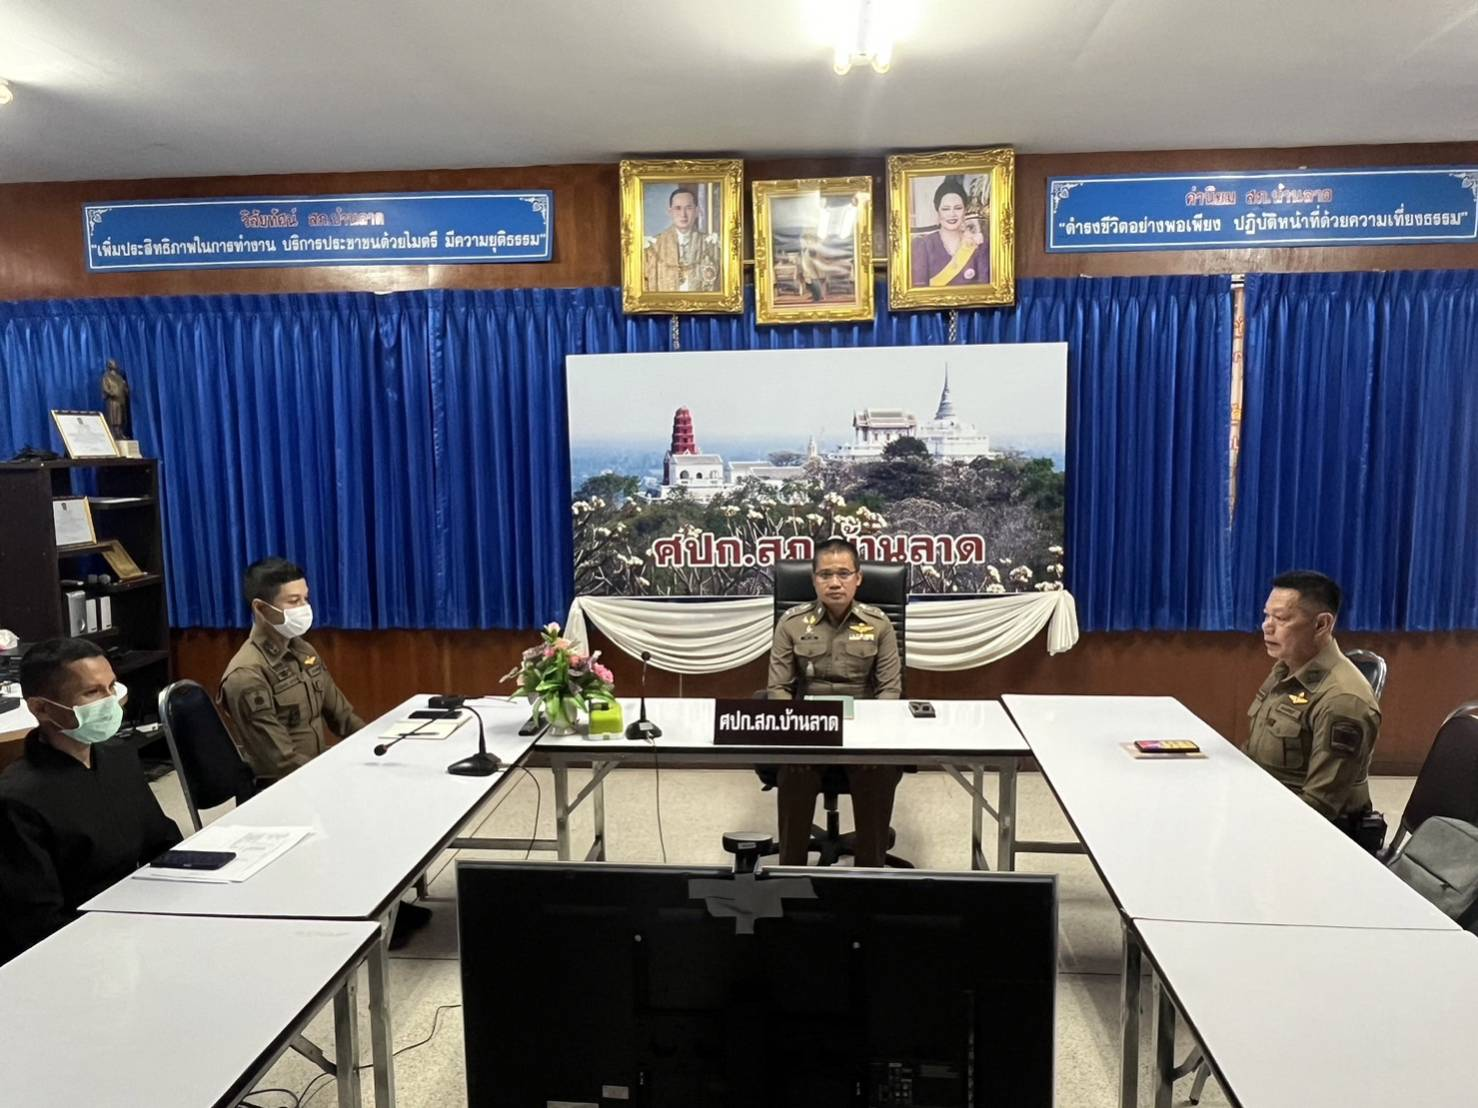 วิสัยทัศน์ สภ.บ้านลาด
"เพิ่มประสิทธิภาพในการทำงาน บริการประชาชนด้วยไมตรี มีความยุติธรรม"
ค่านิยม สภ.บ้านลาด
"ดำรงชีวิตอย่างพอเพียง ปฏิบัติหน้าที่ด้วยความเที่ยงธรรม"
ศปก.สภ.บ้านลาด
ศปก.สภ.บ้านลาด